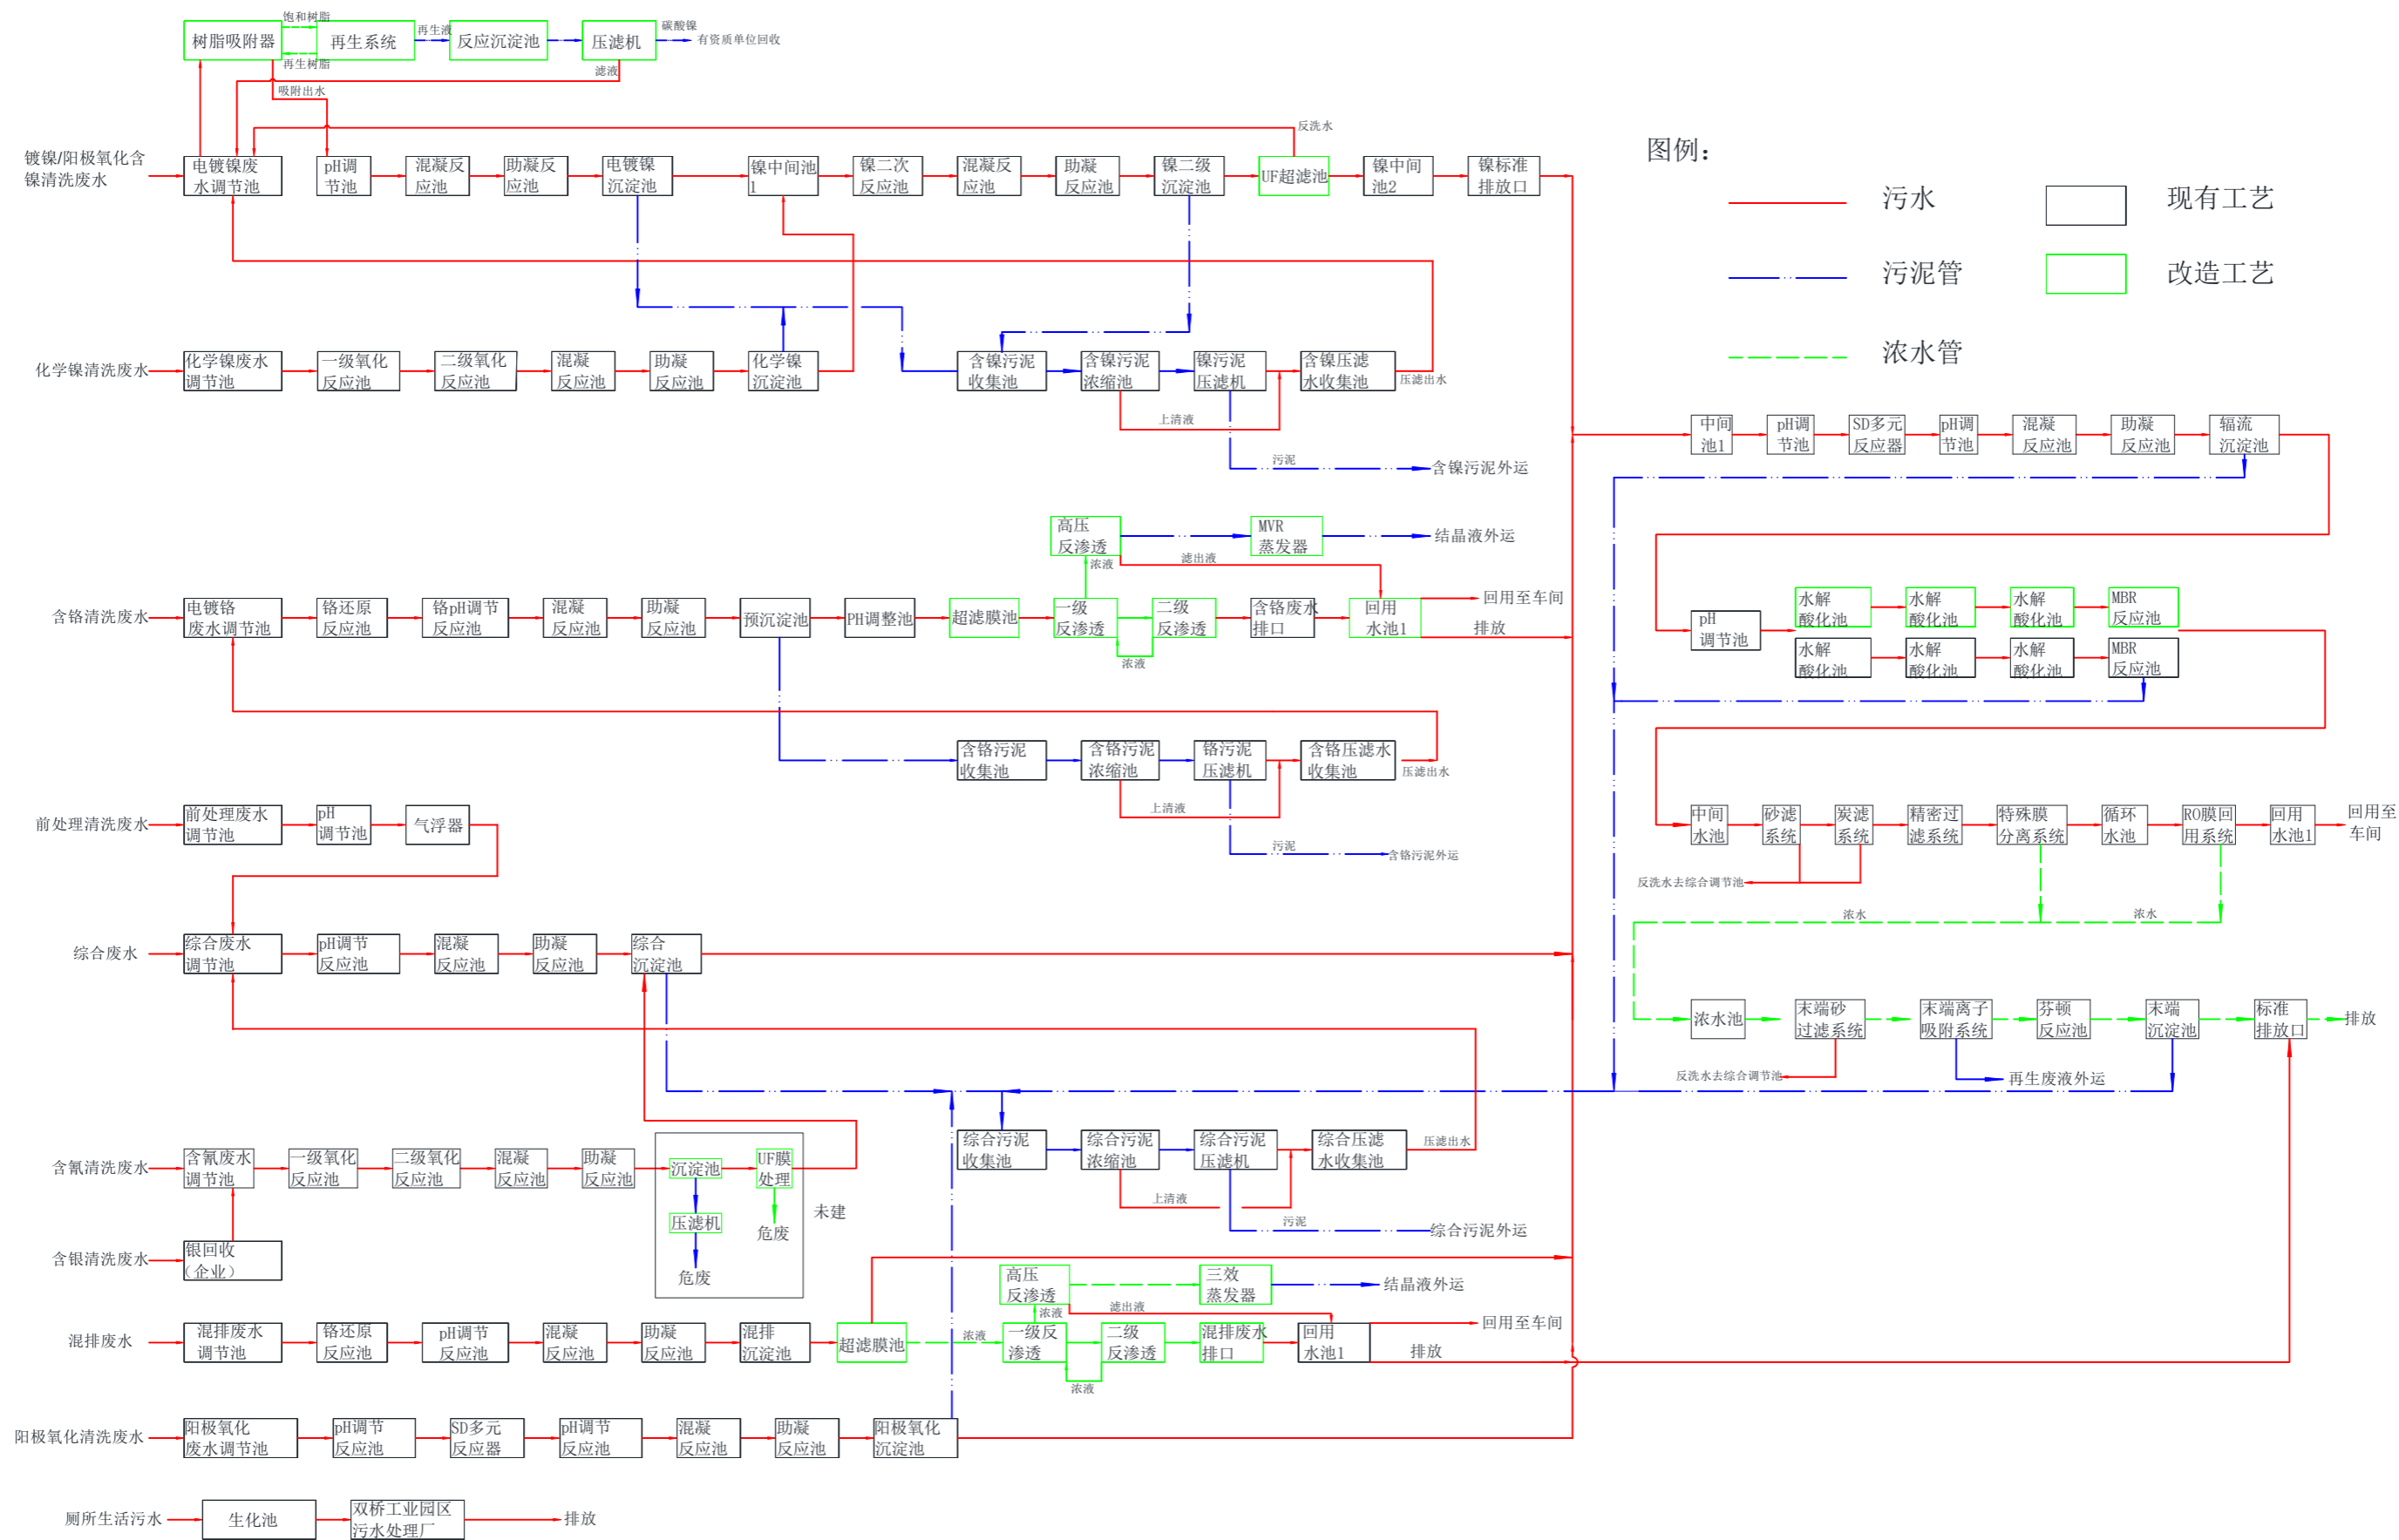 饱和树脂
再生液
碳酸镍
树脂吸附器
再生系统
反应沉淀池
压滤机
有资质单位回收
再生树脂
滤液
吸附出水
反洗水
镀镍/阳极氧化含
镍清洗废水
电镀镍废
水调节池
pH调
节池
混凝反
应池
助凝反
应池
电镀镍
沉淀池
镍中间池
1
镍二次
反应池
混凝反
应池
助凝
反应池
镍二级
沉淀池
UF超滤池
镍中间
池2
镍标准
排放口
图例：
污水
现有工艺
污泥管
改造工艺
浓水管
化学镍清洗废水
化学镍废水
调节池
一级氧化
反应池
二级氧化
反应池
混凝
反应池
助凝
反应池
化学镍
沉淀池
含镍污泥
收集池
含镍污泥
浓缩池
镍污泥
压滤机
含镍压滤
水收集池
压滤出水
上清液
污泥
含镍污泥外运
中间
池1
pH调
节池
SD多元
反应器
pH调
节池
混凝
反应池
助凝
反应池
辐流
沉淀池
高压
反渗透
MVR
蒸发器
结晶液外运
浓液
滤出液
含铬清洗废水
电镀铬
废水调节池
铬还原
反应池
铬pH调节
反应池
混凝
反应池
助凝
反应池
预沉淀池
PH调整池
超滤膜池
一级
反渗透
二级
反渗透
含铬废水
排口
回用
水池1
回用至车间
排放
浓液
pH
调节池
水解
酸化池
水解
酸化池
水解
酸化池
MBR
反应池
水解
酸化池
水解
酸化池
水解
酸化池
MBR
反应池
含铬污泥
收集池
含铬污泥
浓缩池
铬污泥
压滤机
含铬压滤水
收集池
压滤出水
上清液
污泥
含铬污泥外运
前处理清洗废水
前处理废水
调节池
pH
调节池
气浮器
中间
水池
砂滤
系统
炭滤
系统
精密过
滤系统
特殊膜
分离系统
循环
水池
RO膜回
用系统
回用
水池1
回用至
车间
反洗水去综合调节池
浓水
浓水
综合废水
综合废水
调节池
pH调节
反应池
混凝
反应池
助凝
反应池
综合
沉淀池
浓水池
末端砂
过滤系统
末端离子
吸附系统
芬顿
反应池
末端
沉淀池
标准
排放口
排放
反洗水去综合调节池
再生废液外运
综合污泥
收集池
综合污泥
浓缩池
综合污泥
压滤机
综合压滤
水收集池
压滤出水
上清液
污泥
综合污泥外运
含氰清洗废水
含氰废水
调节池
一级氧化
反应池
二级氧化
反应池
混凝
反应池
助凝
反应池
沉淀池
UF膜
处理
压滤机
危废
危废
未建
含银清洗废水
银回收
（企业）
高压
反渗透
三效
蒸发器
结晶液外运
浓液
滤出液
混排废水
混排废水
调节池
铬还原
反应池
pH调节
反应池
混凝
反应池
助凝
反应池
混排
沉淀池
超滤膜池
浓液
一级反
渗透
二级
反渗透
混排废水
排口
回用
水池1
回用至车间
排放
浓液
阳极氧化清洗废水
阳极氧化
废水调节池
pH调节
反应池
SD多元
反应器
pH调节
反应池
混凝
反应池
助凝
反应池
阳极氧化
沉淀池
厕所生活污水
生化池
双桥工业园区
污水处理厂
排放